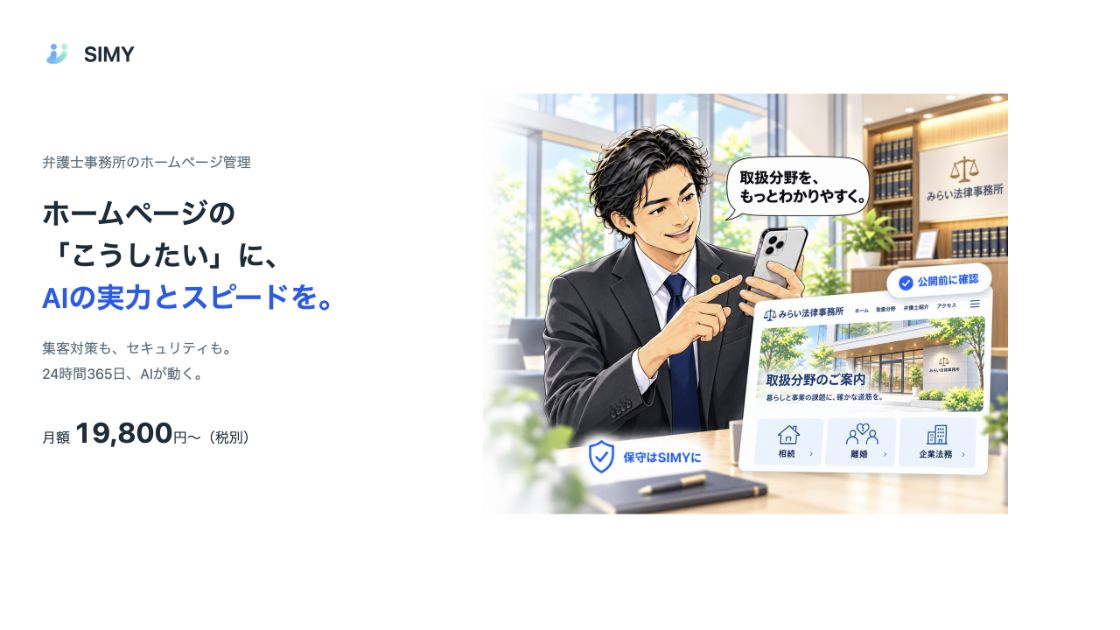 SIMY
弁護士事務所のホームページ管理
ホームページの
「こうしたい」に、
AIの実力とスピードを。
集客対策も、セキュリティも。
24時間365日、AIが動く。
月額 19,800円〜（税別）
取扱分野を、
もっとわかりやすく。
みらい法律事務所
公開前に確認
みらい法律事務所 ホーム 取扱分野 弁護士紹介 アクセス
みらい法律事務所
取扱分野のご案内
暮らしと事業の課題に、確かな道筋を。
相続 離婚 企業法務
保守はSIMYに